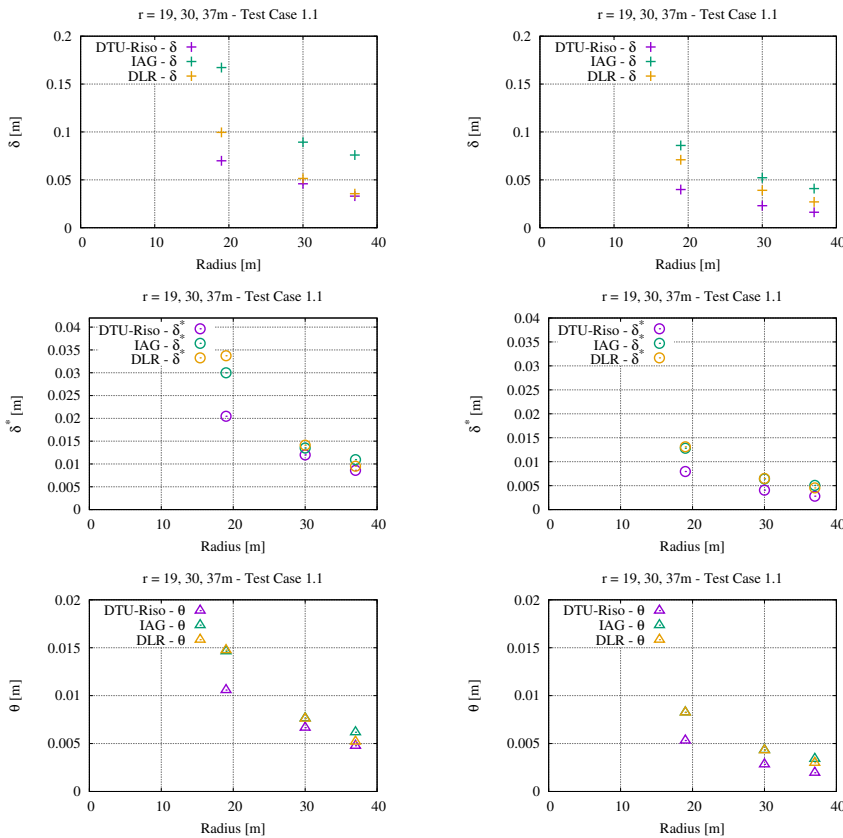 r = 19, 30, 37m - Test Case 1.1
DTU-Riso - δ
IAG - δ
DLR - δ
0.2
0.15
0.1
0.05
0
δ [m]
0 10 20 30 40
Radius [m]
r = 19, 30, 37m - Test Case 1.1
DTU-Riso - δ
IAG - δ
DLR - δ
0.2
0.15
0.1
0.05
0
δ [m]
0 10 20 30 40
Radius [m]
r = 19, 30, 37m - Test Case 1.1
DTU-Riso - δ*
IAG - δ*
DLR - δ*
0.04
0.035
0.03
0.025
0.02
0.015
0.01
0.005
0
δ* [m]
0 10 20 30 40
Radius [m]
r = 19, 30, 37m - Test Case 1.1
DTU-Riso - δ*
IAG - δ*
DLR - δ*
0.04
0.035
0.03
0.025
0.02
0.015
0.01
0.005
0
δ* [m]
0 10 20 30 40
Radius [m]
r = 19, 30, 37m - Test Case 1.1
DTU-Riso - θ
IAG - θ
DLR - θ
0.02
0.015
0.01
0.005
0
θ [m]
0 10 20 30 40
Radius [m]
r = 19, 30, 37m - Test Case 1.1
DTU-Riso - θ
IAG - θ
DLR - θ
0.02
0.015
0.01
0.005
0
θ [m]
0 10 20 30 40
Radius [m]